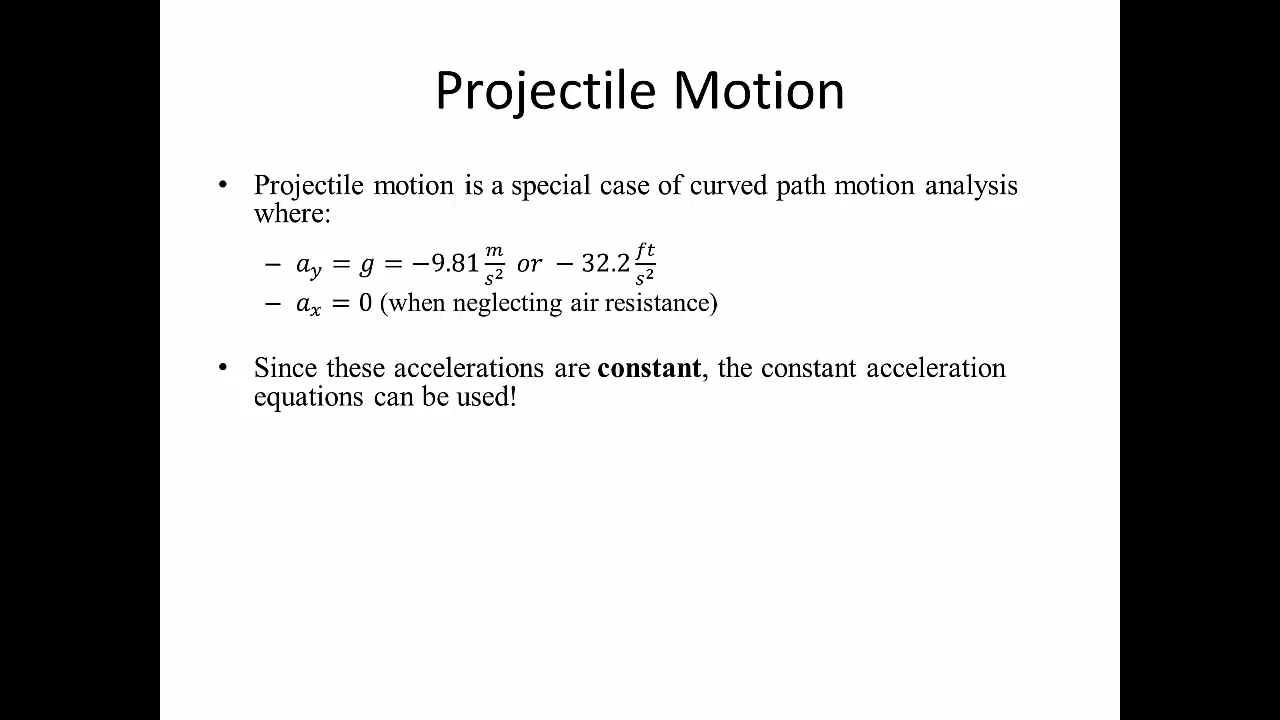 Projectile Motion
• Projectile motion is a special case of curved path motion analysis
where:
– a_y = g = −9.81 m/s² or − 32.2 ft/s²
– a_x = 0 (when neglecting air resistance)
• Since these accelerations are constant, the constant acceleration
equations can be used!